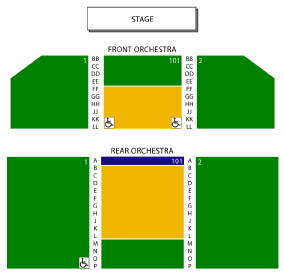 STAGE
FRONT ORCHESTRA
1 BB 101 BB 2
CC CC
DD DD
EE EE
FF FF
GG GG
HH HH
JJ JJ
KK KK
LL LL
REAR ORCHESTRA
1 A 101 A 2
B B
C C
D D
E E
F F
G G
H H
J J
K K
L L
M M
N N
O O
P P